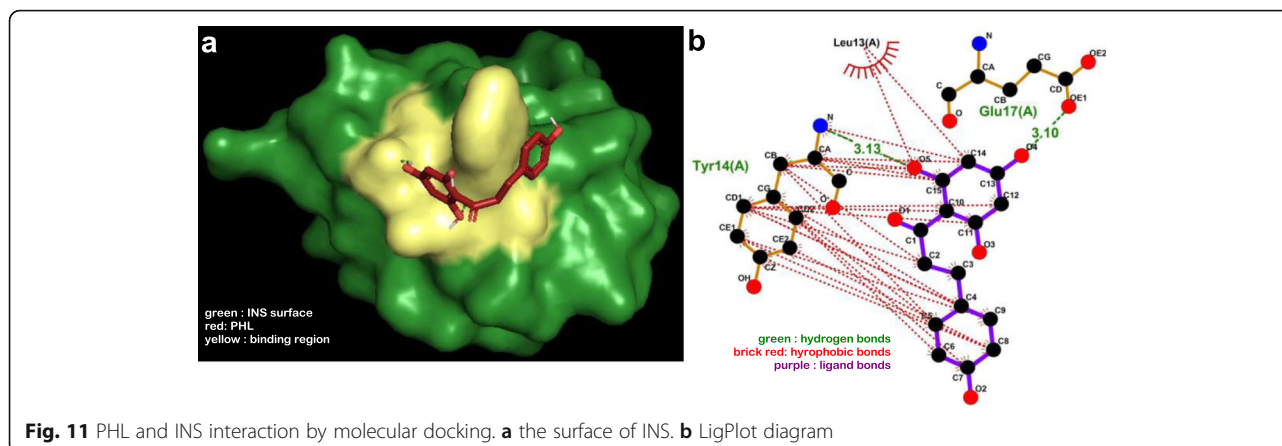 a
green : INS surface
red: PHL
yellow : binding region
b
Leu13(A)
N
CA
CG
OE2
C
CB
CD
OE1
O
Glu17(A)
3.10
N
3.13
Tyr14(A)
CB
CA
C
O5
C14
O4
C15
C13
CG
CD1
O
C10
C12
O1
C11
CE1
CE2
C1
O3
CZ
C2
C3
OH
C4
C9
C6
C8
C7
O2
green : hydrogen bonds
brick red: hyrophobic bonds
purple : ligand bonds
Fig. 11 PHL and INS interaction by molecular docking. a the surface of INS. b LigPlot diagram